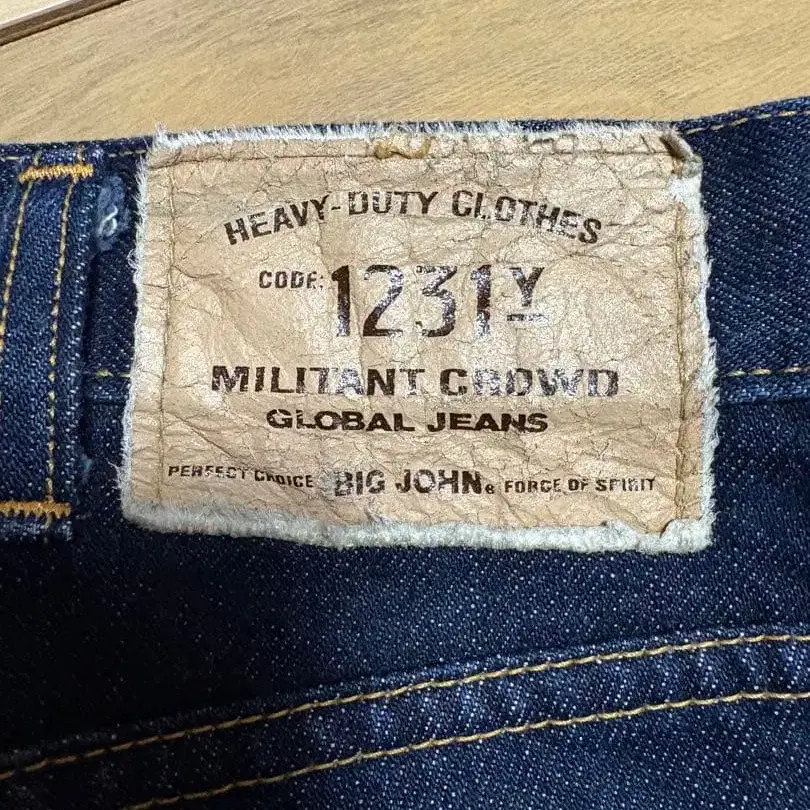 HEAVY-DUTY CLOTHES
CODE: 1231Y
MILITANT CROWD
GLOBAL JEANS
PERFECT CHOICE BIG JOHN® FORCE OF SPIRIT